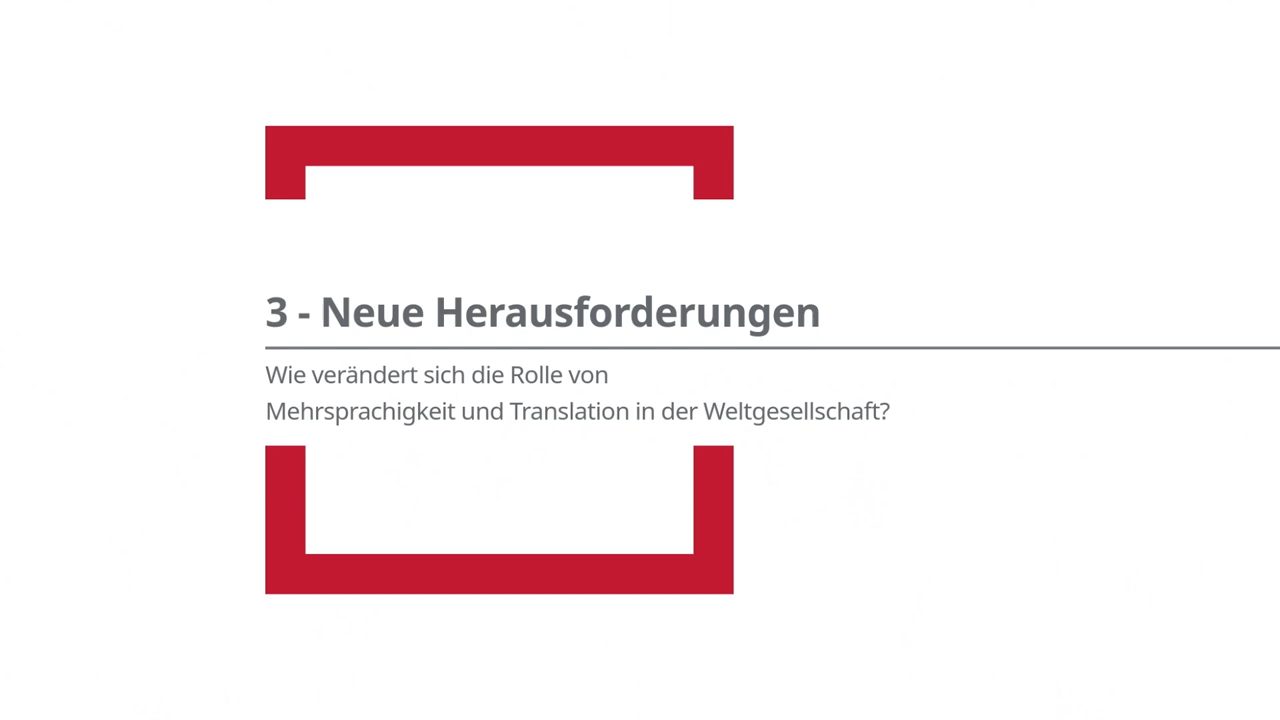 3 - Neue Herausforderungen
Wie verändert sich die Rolle von
Mehrsprachigkeit und Translation in der Weltgesellschaft?